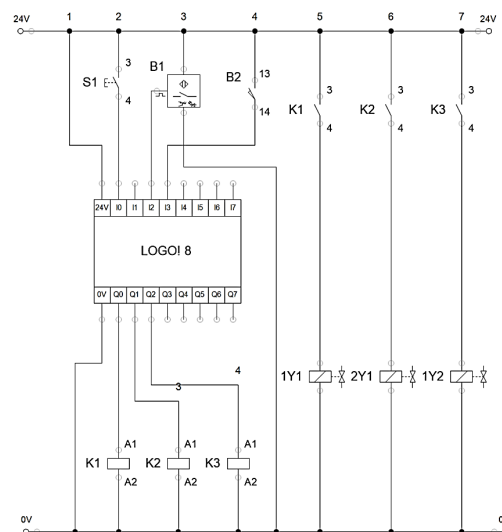 24V 1 2 3 4 5 6 7 24V
3 B1 13 3 3 3
S1 B2 K1 K2 K3
4 14 4 4 4
24V I0 I1 I2 I3 I4 I5 I6 I7
LOGO! 8
0V Q0 Q1 Q2 Q3 Q4 Q5 Q6 Q7
4
3
1Y1 2Y1 1Y2
A1 A1 A1
K1 K2 K3
A2 A2 A2
0V 0